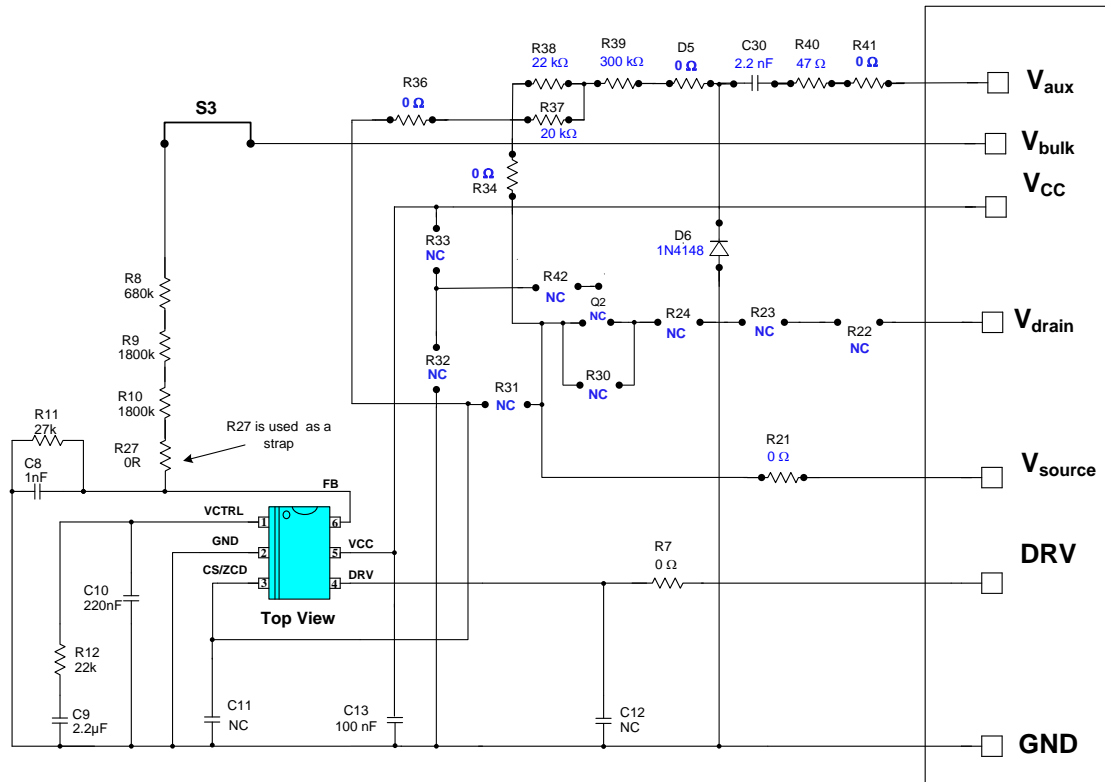 R38
22 kΩ
R39
300 kΩ
D5
0 Ω
C30
2.2 nF
R40
47 Ω
R41
0 Ω
Vaux
R36
0 Ω
R37
20 kΩ
S3
Vbulk
0 Ω
R34
VCC
R33
NC
D6
1N4148
R42
NC
R8
680k
Q2
NC
R24
NC
R23
NC
R22
NC
Vdrain
R9
1800k
R32
NC
R30
NC
R31
NC
R10
1800k
R11
27k
R27 is used as a
strap
R27
0R
R21
0 Ω
Vsource
C8
1nF
FB
VCTRL
1
6
GND
2
5
VCC
CS/ZCD
3
4
DRV
Top View
R7
0 Ω
DRV
C10
220nF
R12
22k
C9
2.2µF
C11
NC
C13
100 nF
C12
NC
GND